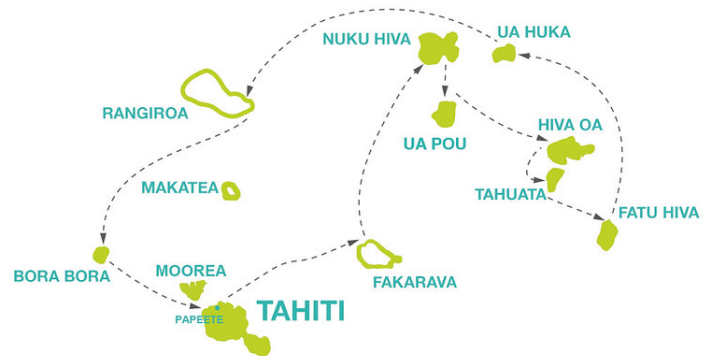 NUKU HIVA
UA HUKA
RANGIROA
UA POU
HIVA OA
MAKATEA
TAHUATA
FATU HIVA
BORA BORA
MOOREA
FAKARAVA
TAHITI
PAPEETE